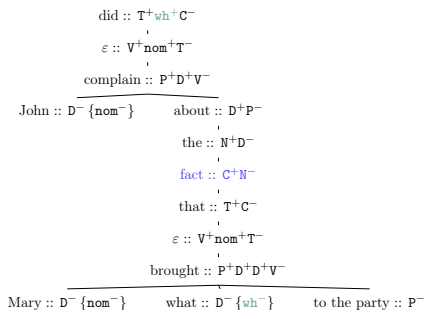 did :: T⁺wh⁺C⁻
ε :: V⁺nom⁺T⁻
complain :: P⁺D⁺V⁻
John :: D⁻ {nom⁻} about :: D⁺P⁻
the :: N⁺D⁻
fact :: C⁺N⁻
that :: T⁺C⁻
ε :: V⁺nom⁺T⁻
brought :: P⁺D⁺D⁺V⁻
Mary :: D⁻ {nom⁻} what :: D⁻ {wh⁻} to the party :: P⁻